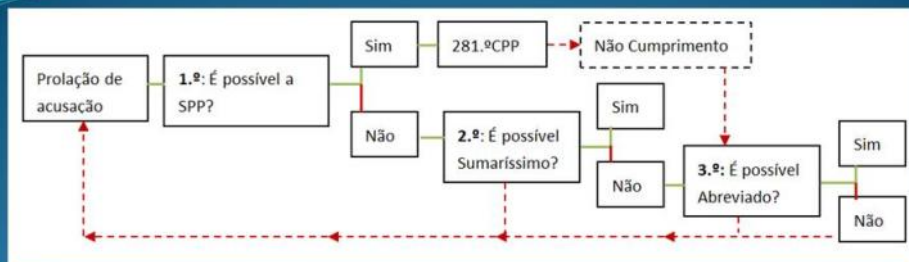 Prolação de
acusação
1.º: É possível a
SPP?
Sim
281.ºCPP
Não Cumprimento
Não
2.º: É possível
Sumaríssimo?
Sim
Não
3.º: É possível
Abreviado?
Sim
Não